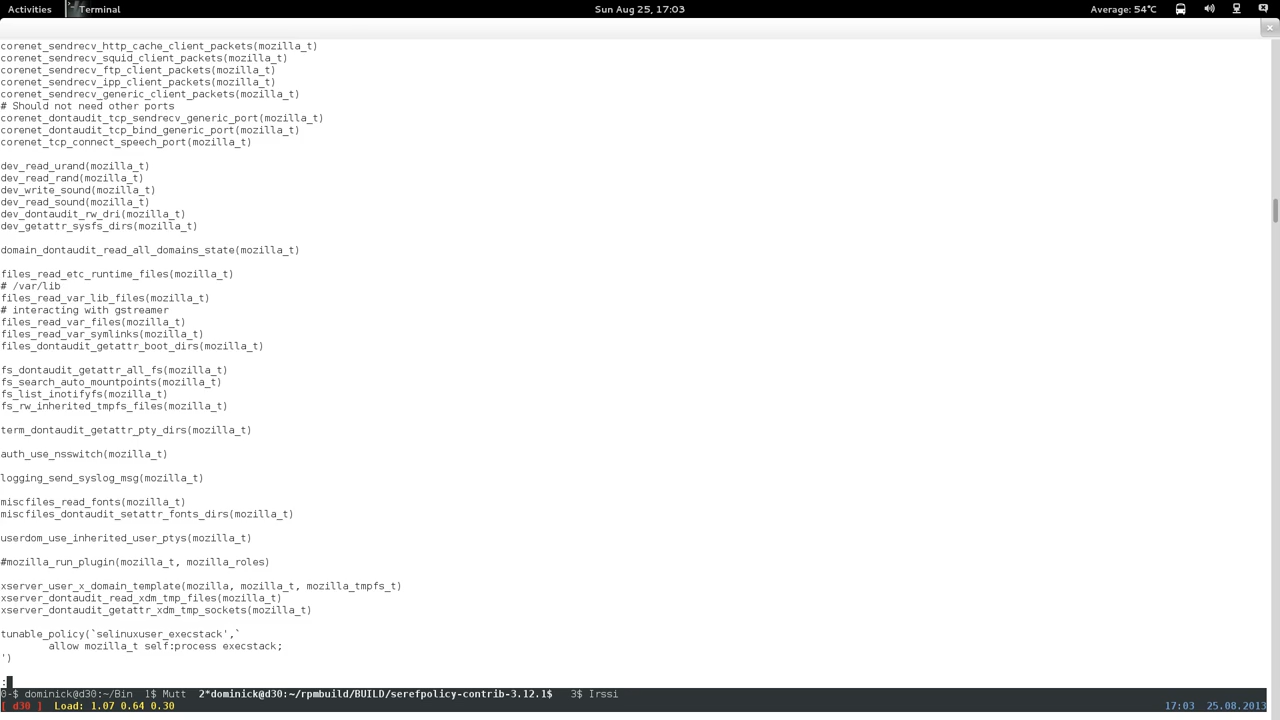 Activities Terminal Sun Aug 25, 17:03 Average: 54°C
corenet_sendrecv_http_cache_client_packets(mozilla_t)
corenet_sendrecv_squid_client_packets(mozilla_t)
corenet_sendrecv_ftp_client_packets(mozilla_t)
corenet_sendrecv_ipp_client_packets(mozilla_t)
corenet_sendrecv_generic_client_packets(mozilla_t)
# Should not need other ports
corenet_dontaudit_tcp_sendrecv_generic_port(mozilla_t)
corenet_dontaudit_tcp_bind_generic_port(mozilla_t)
corenet_tcp_connect_speech_port(mozilla_t)
dev_read_urand(mozilla_t)
dev_read_rand(mozilla_t)
dev_write_sound(mozilla_t)
dev_read_sound(mozilla_t)
dev_dontaudit_rw_dri(mozilla_t)
dev_getattr_sysfs_dirs(mozilla_t)
domain_dontaudit_read_all_domains_state(mozilla_t)
files_read_etc_runtime_files(mozilla_t)
# /var/lib
files_read_var_lib_files(mozilla_t)
# interacting with gstreamer
files_read_var_files(mozilla_t)
files_read_var_symlinks(mozilla_t)
files_dontaudit_getattr_boot_dirs(mozilla_t)
fs_dontaudit_getattr_all_fs(mozilla_t)
fs_search_auto_mountpoints(mozilla_t)
fs_list_inotifyfs(mozilla_t)
fs_rw_inherited_tmpfs_files(mozilla_t)
term_dontaudit_getattr_pty_dirs(mozilla_t)
auth_use_nsswitch(mozilla_t)
logging_send_syslog_msg(mozilla_t)
miscfiles_read_fonts(mozilla_t)
miscfiles_dontaudit_setattr_fonts_dirs(mozilla_t)
userdom_use_inherited_user_ptys(mozilla_t)
#mozilla_run_plugin(mozilla_t, mozilla_roles)
xserver_user_x_domain_template(mozilla, mozilla_t, mozilla_tmpfs_t)
xserver_dontaudit_read_xdm_tmp_files(mozilla_t)
xserver_dontaudit_getattr_xdm_tmp_sockets(mozilla_t)
tunable_policy(`selinuxuser_execstack',`
allow mozilla_t self:process execstack;
')
:
0-$ dominick@d30:~/Bin 1$ Mutt 2*dominick@d30:~/rpmbuild/BUILD/serefpolicy-contrib-3.12.1$ 3$ Irssi
[ d30 ] Load: 1.07 0.64 0.30 17:03 25.08.2013